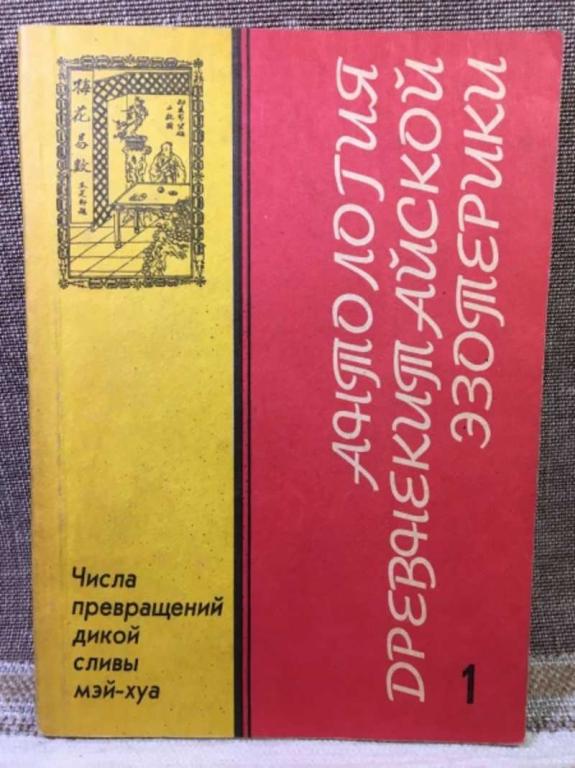 梅花易數
АНТОЛОГИЯ
ДРЕВНЕКИТАЙСКОЙ
ЭЗОТЕРИКИ
Числа
превращений
дикой
сливы
мэй-хуа
1